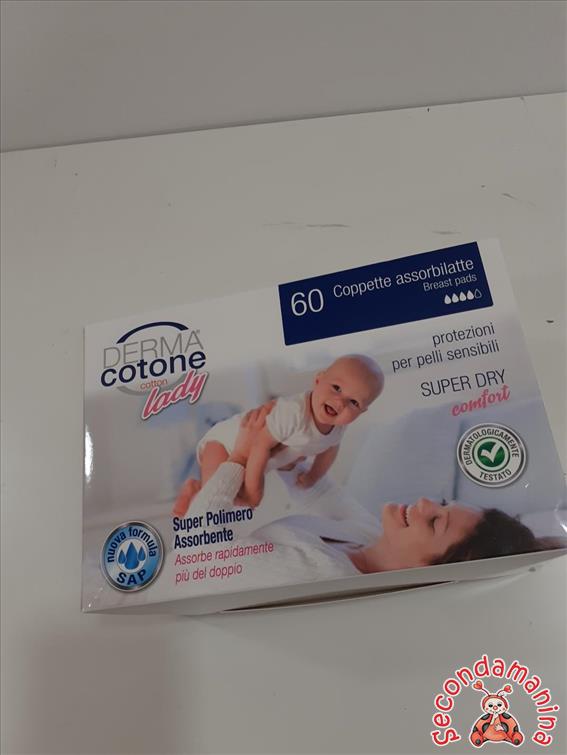 60 Coppette assorbilatte
Breast pads
DERMA®
cotone
cotton
lady
protezioni
per pelli sensibili
SUPER DRY
comfort
DERMATOLOGICAMENTE
TESTATO
Super Polimero
Assorbente
Assorbe rapidamente
più del doppio
nuova formula
SAP
Secondamanina